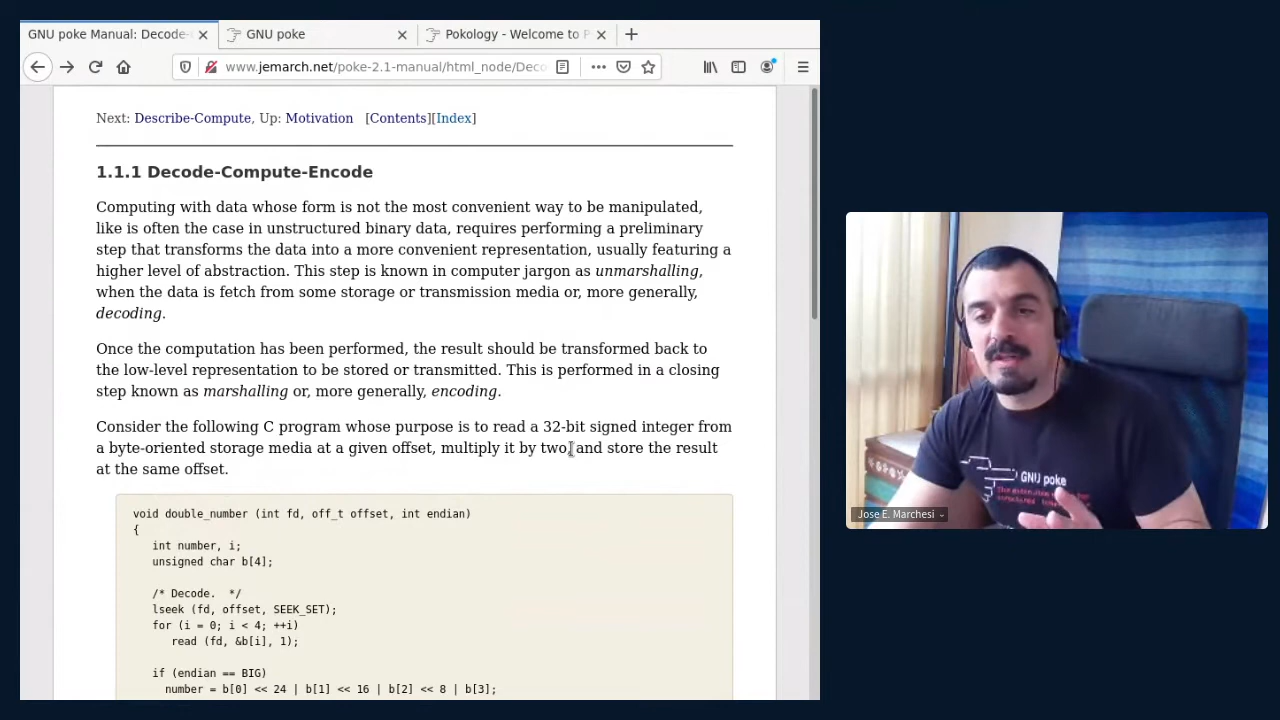 GNU poke Manual: Decode-
GNU poke
Pokology - Welcome to P
www.jemarch.net/poke-2.1-manual/html_node/Deco
Next: Describe-Compute, Up: Motivation [Contents][Index]
1.1.1 Decode-Compute-Encode
Computing with data whose form is not the most convenient way to be manipulated,
like is often the case in unstructured binary data, requires performing a preliminary
step that transforms the data into a more convenient representation, usually featuring a
higher level of abstraction. This step is known in computer jargon as unmarshalling,
when the data is fetch from some storage or transmission media or, more generally,
decoding.
Once the computation has been performed, the result should be transformed back to
the low-level representation to be stored or transmitted. This is performed in a closing
step known as marshalling or, more generally, encoding.
Consider the following C program whose purpose is to read a 32-bit signed integer from
a byte-oriented storage media at a given offset, multiply it by two, and store the result
at the same offset.
void double_number (int fd, off_t offset, int endian)
{
int number, i;
unsigned char b[4];
/* Decode. */
lseek (fd, offset, SEEK_SET);
for (i = 0; i < 4; ++i)
read (fd, &b[i], 1);
if (endian == BIG)
number = b[0] << 24 | b[1] << 16 | b[2] << 8 | b[3];
GNU poke
Jose E. Marchesi